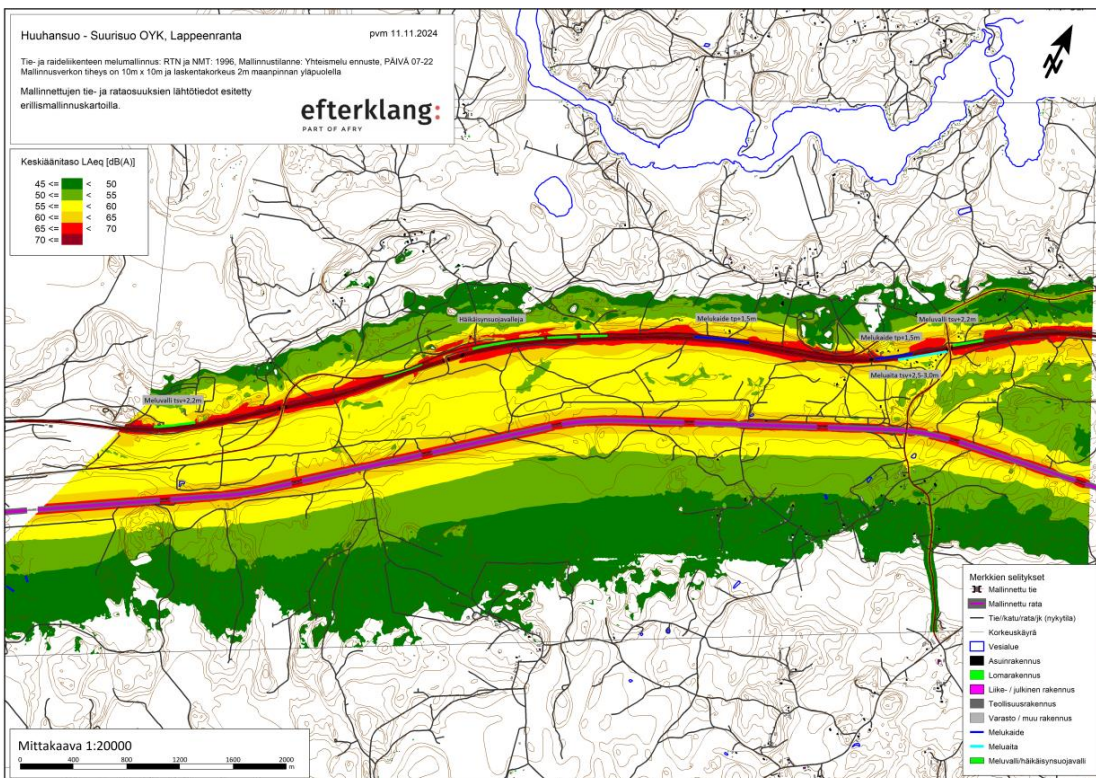 Huuhansuo - Suurisuo OYK, Lappeenranta
pvm 11.11.2024
Tie- ja raideliikenteen melumallinnus: RTN ja NMT: 1996, Mallinnustilanne: Yhteismelu ennuste, PÄIVÄ 07-22
Mallinnusverkon tiheys on 10m x 10m ja laskentakorkeus 2m maanpinnan yläpuolella
Mallinnettujen tie- ja rataosuuksien lähtötiedot esitetty
erillismallinnuskartoilla.
efterklang:
PART OF AFRY
N
Keskiäänitaso LAeq [dB(A)]
45 <= < 50
50 <= < 55
55 <= < 60
60 <= < 65
65 <= < 70
70 <=
Häikäisynsuojavalleja
Melukaide tp+1,5m
Meluvalli tsv+2,2m
Melukaide tp+1,5m
Meluaita tsv+2,5-3,0m
Meluvalli tsv+2,2m
Merkkien selitykset
Mallinnettu tie
Mallinnettu rata
Tie//katu/rata/jk (nykytila)
Korkeuskäyrä
Vesialue
Asuinrakennus
Lomarakennus
Liike- / julkinen rakennus
Teollisuusrakennus
Varasto / muu rakennus
Melukaide
Meluaita
Meluvalli/häikäisynsuojavalli
Mittakaava 1:20000
0 400 800 1200 1600 2000
m